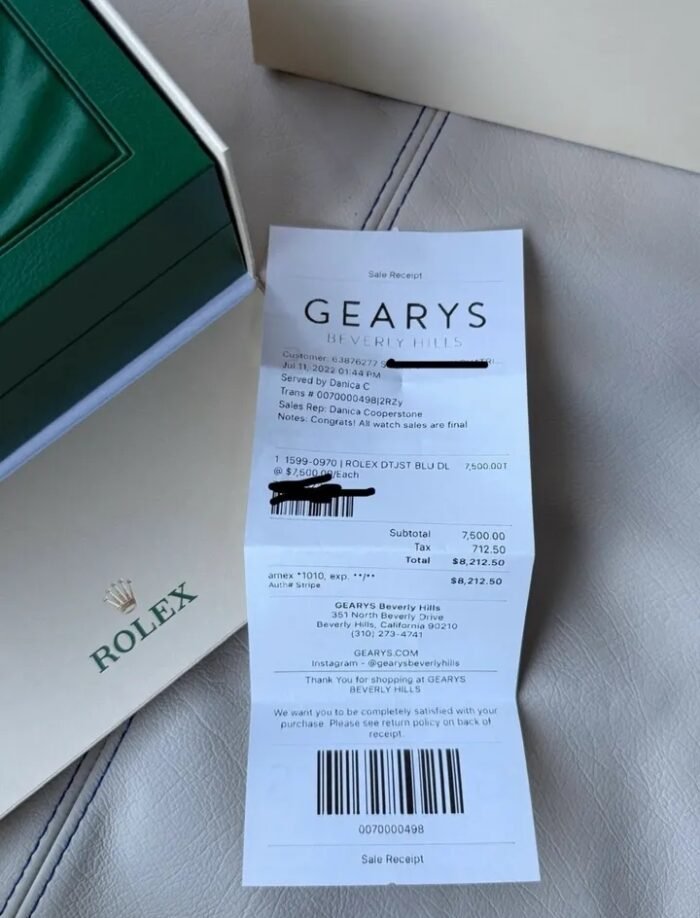 Sale Receipt
GEARYS
BEVERLY HILLS
Customer: 63876277 S
Jul 11, 2022 01:44 PM
Served by Danica C
Trans # 0070000498|2RZy
Sales Rep: Danica Cooperstone
Notes: Congrats! All watch sales are final
1 1599-0970 | ROLEX DTJST BLU DL 7,500.00T
@ $7,500.00/Each
Subtotal 7,500.00
Tax 712.50
Total $8,212.50
amex *1010, exp. **/** $8,212.50
Auth# Stripe
GEARYS Beverly Hills
351 North Beverly Drive
Beverly Hills, California 90210
(310) 273-4741
GEARYS.COM
Instagram - @gearysbeverlyhills
Thank You for shopping at GEARYS
BEVERLY HILLS
We want you to be completely satisfied with your
purchase. Please see return policy on back of
receipt.
0070000498
Sale Receipt
ROLEX